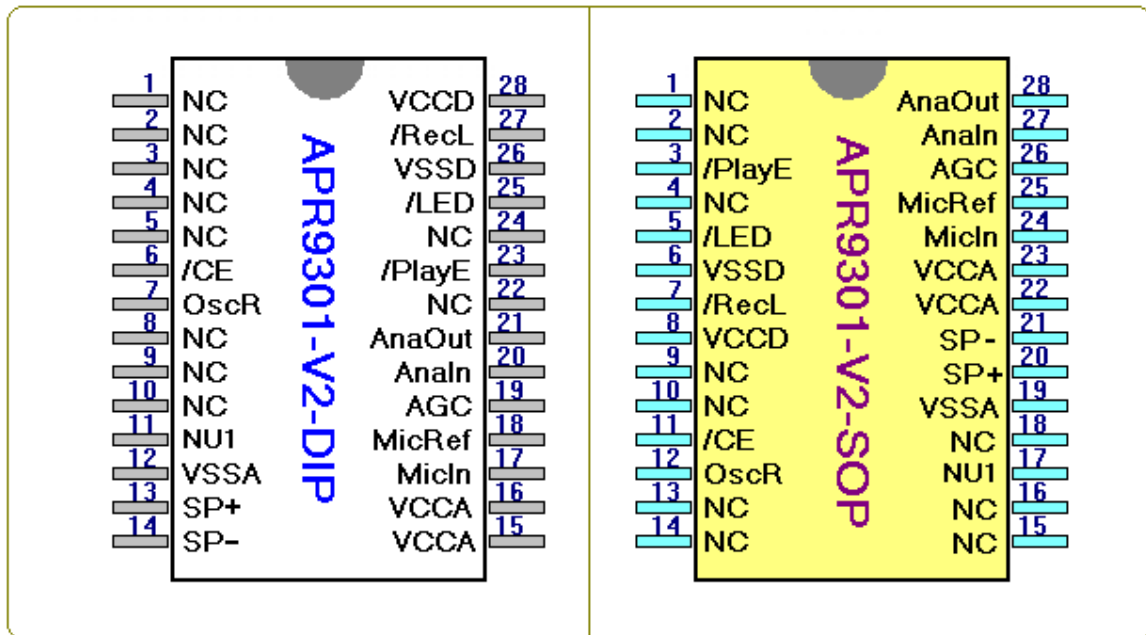 1 NC VCCD 28
2 NC /RecL 27
3 NC VSSD 26
4 NC /LED 25
5 NC NC 24
6 /CE /PlayE 23
7 OscR NC 22
8 NC AnaOut 21
9 NC AnaIn 20
10 NC AGC 19
11 NU1 MicRef 18
12 VSSA MicIn 17
13 SP+ VCCA 16
14 SP- VCCA 15
APR9301-V2-DIP
1 NC AnaOut 28
2 NC AnaIn 27
3 /PlayE AGC 26
4 NC MicRef 25
5 /LED MicIn 24
6 VSSD VCCA 23
7 /RecL VCCA 22
8 VCCD SP- 21
9 NC SP+ 20
10 NC VSSA 19
11 /CE NC 18
12 OscR NU1 17
13 NC NC 16
14 NC NC 15
APR9301-V2-SOP